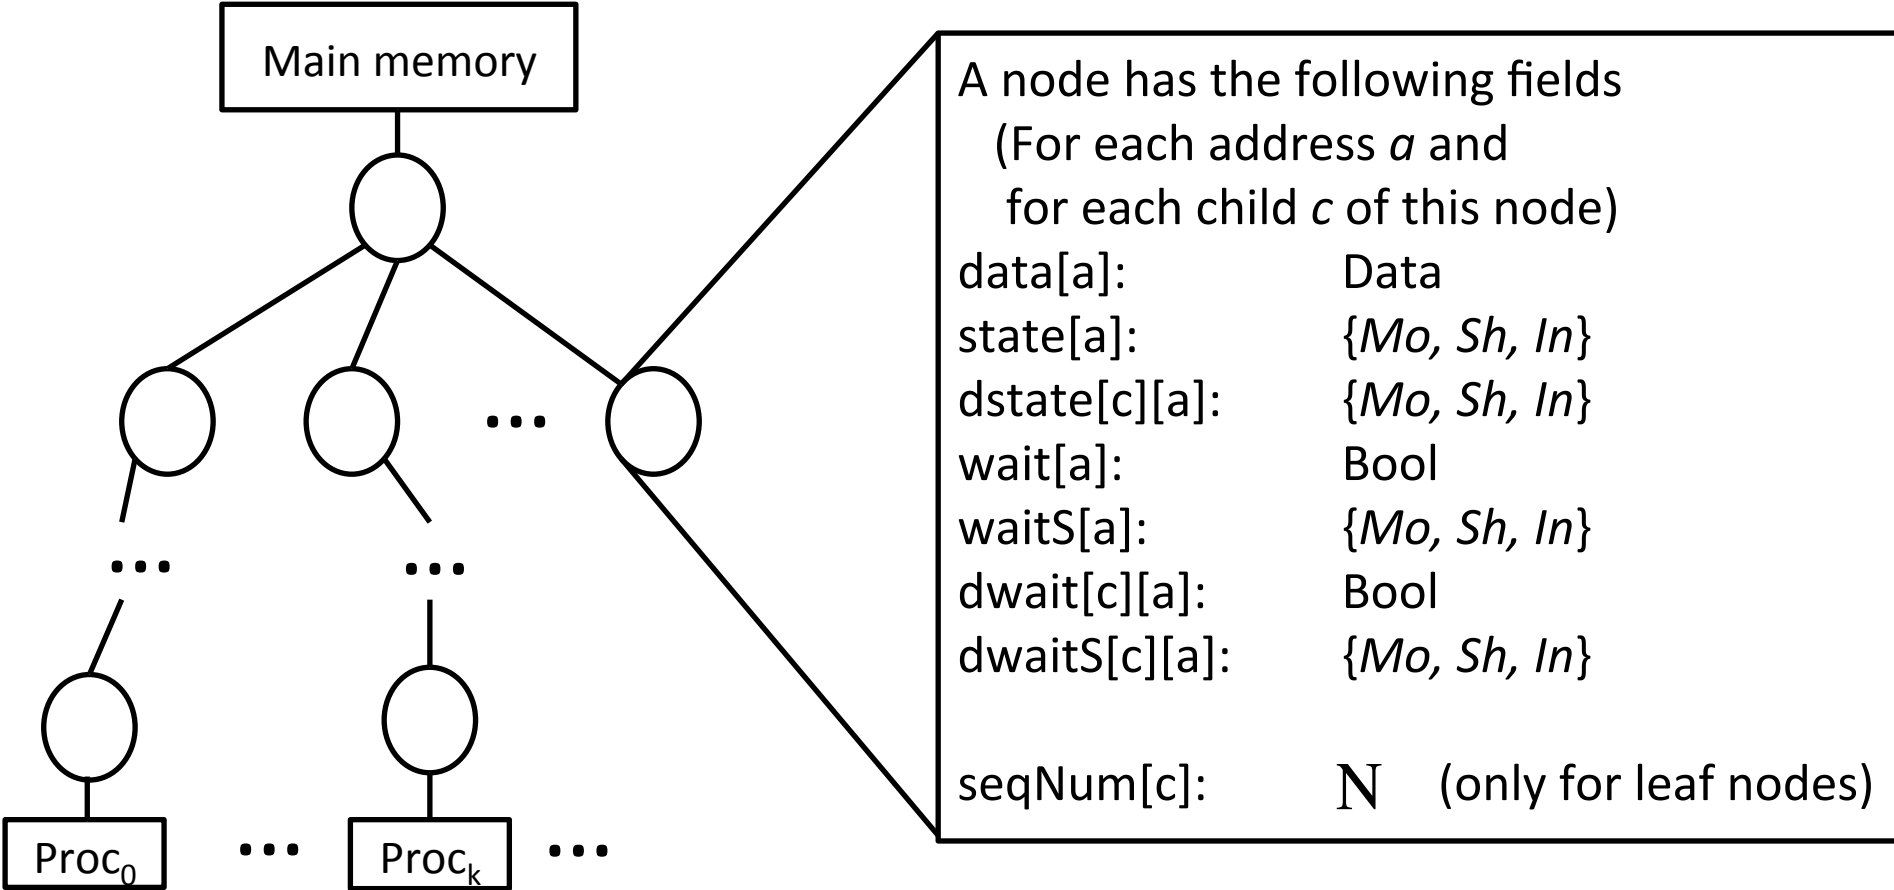 Main memory
A node has the following fields
(For each address a and
for each child c of this node)
data[a]: Data
state[a]: {Mo, Sh, In}
dstate[c][a]: {Mo, Sh, In}
wait[a]: Bool
waitS[a]: {Mo, Sh, In}
dwait[c][a]: Bool
dwaitS[c][a]: {Mo, Sh, In}
seqNum[c]: N (only for leaf nodes)
...
... ...
Proc0 ... Prock ...